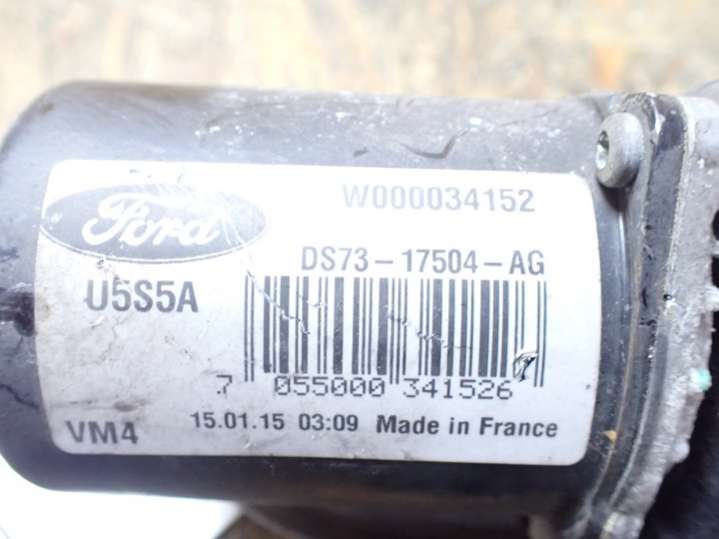 Ford
W000034152
DS73-17504-AG
U5S5A
7 055000 341526
15.01.15 03:09 Made in France
VM4